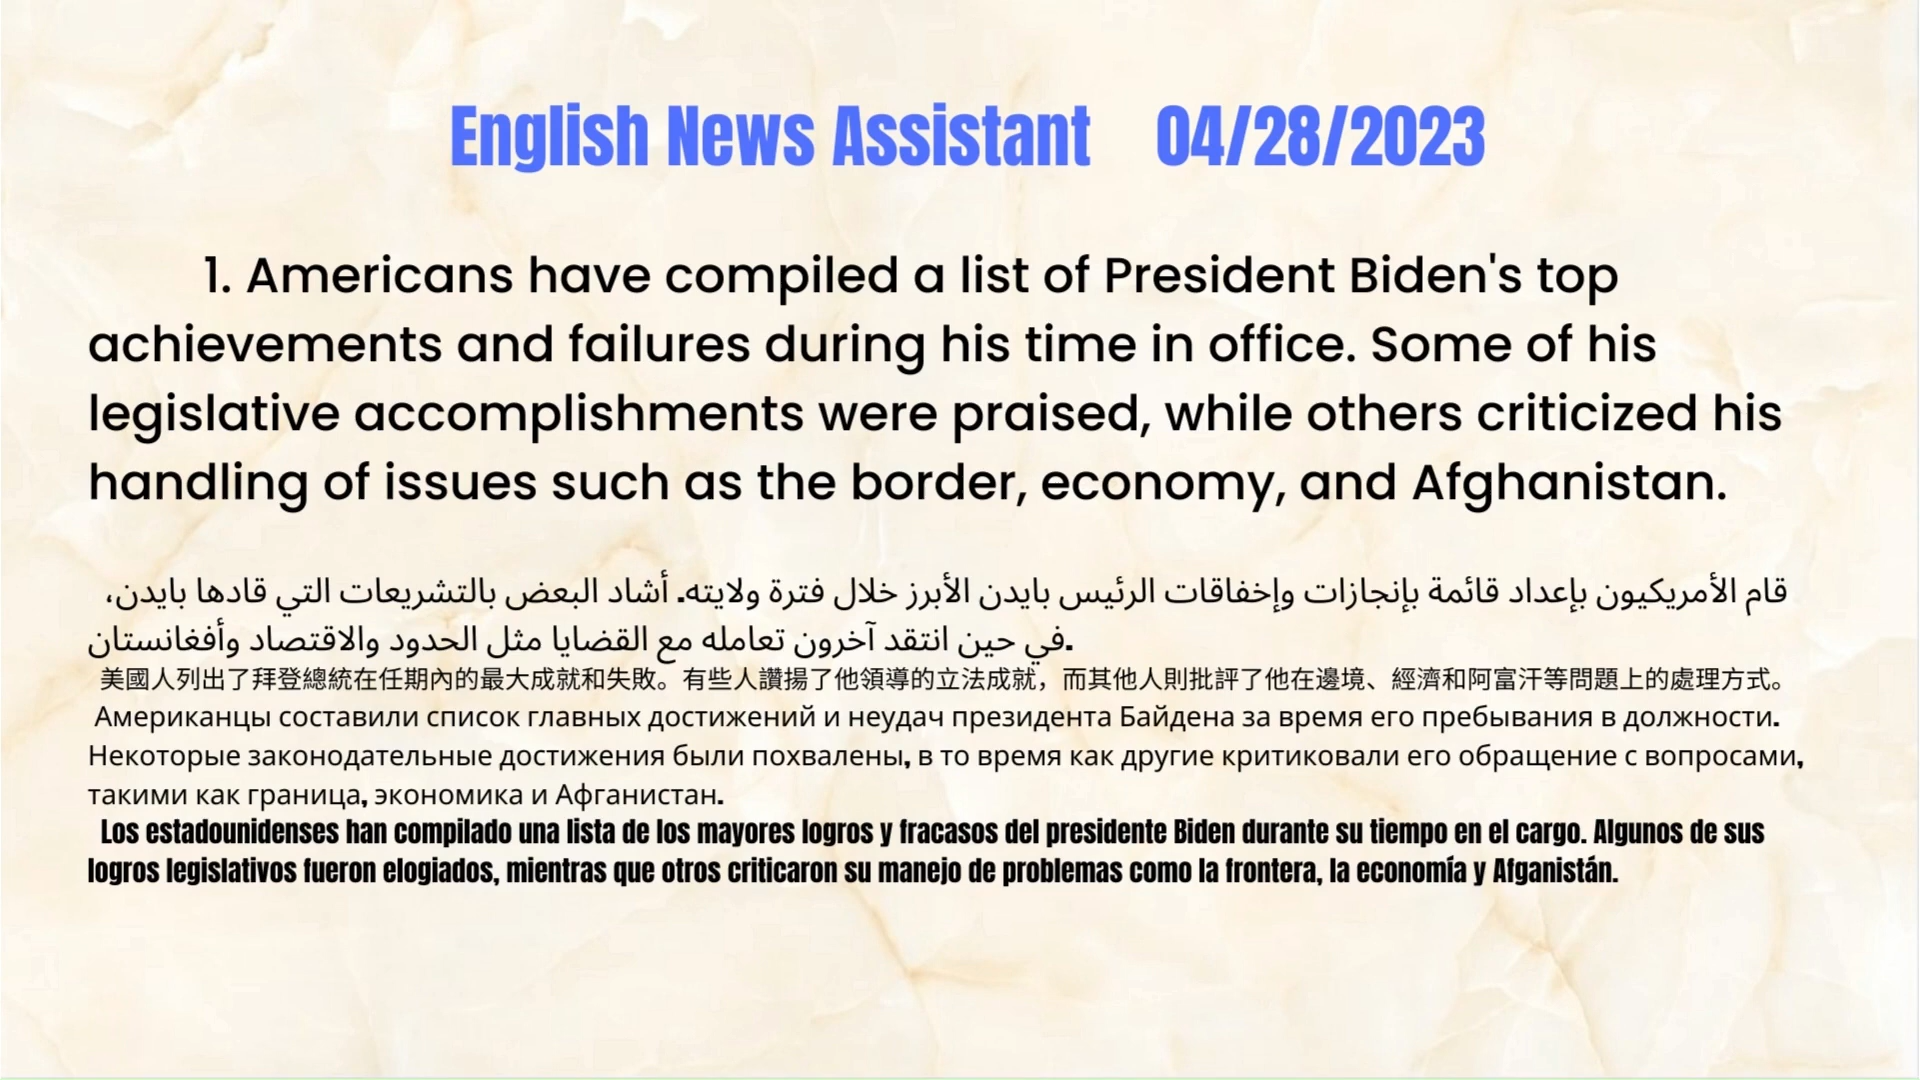 English News Assistant 04/28/2023
1. Americans have compiled a list of President Biden's top
achievements and failures during his time in office. Some of his
legislative accomplishments were praised, while others criticized his
handling of issues such as the border, economy, and Afghanistan.
قام الأمريكيون بإعداد قائمة بإنجازات وإخفاقات الرئيس بايدن الأبرز خلال فترة ولايته. أشاد البعض بالتشريعات التي قادها بايدن،
في حين انتقد آخرون تعامله مع القضايا مثل الحدود والاقتصاد وأفغانستان.
美國人列出了拜登總統在任期內的最大成就和失敗。有些人讚揚了他領導的立法成就，而其他人則批評了他在邊境、經濟和阿富汗等問題上的處理方式。
Американцы составили список главных достижений и неудач президента Байдена за время его пребывания в должности.
Некоторые законодательные достижения были похвалены, в то время как другие критиковали его обращение с вопросами,
такими как граница, экономика и Афганистан.
Los estadounidenses han compilado una lista de los mayores logros y fracasos del presidente Biden durante su tiempo en el cargo. Algunos de sus
logros legislativos fueron elogiados, mientras que otros criticaron su manejo de problemas como la frontera, la economía y Afganistán.